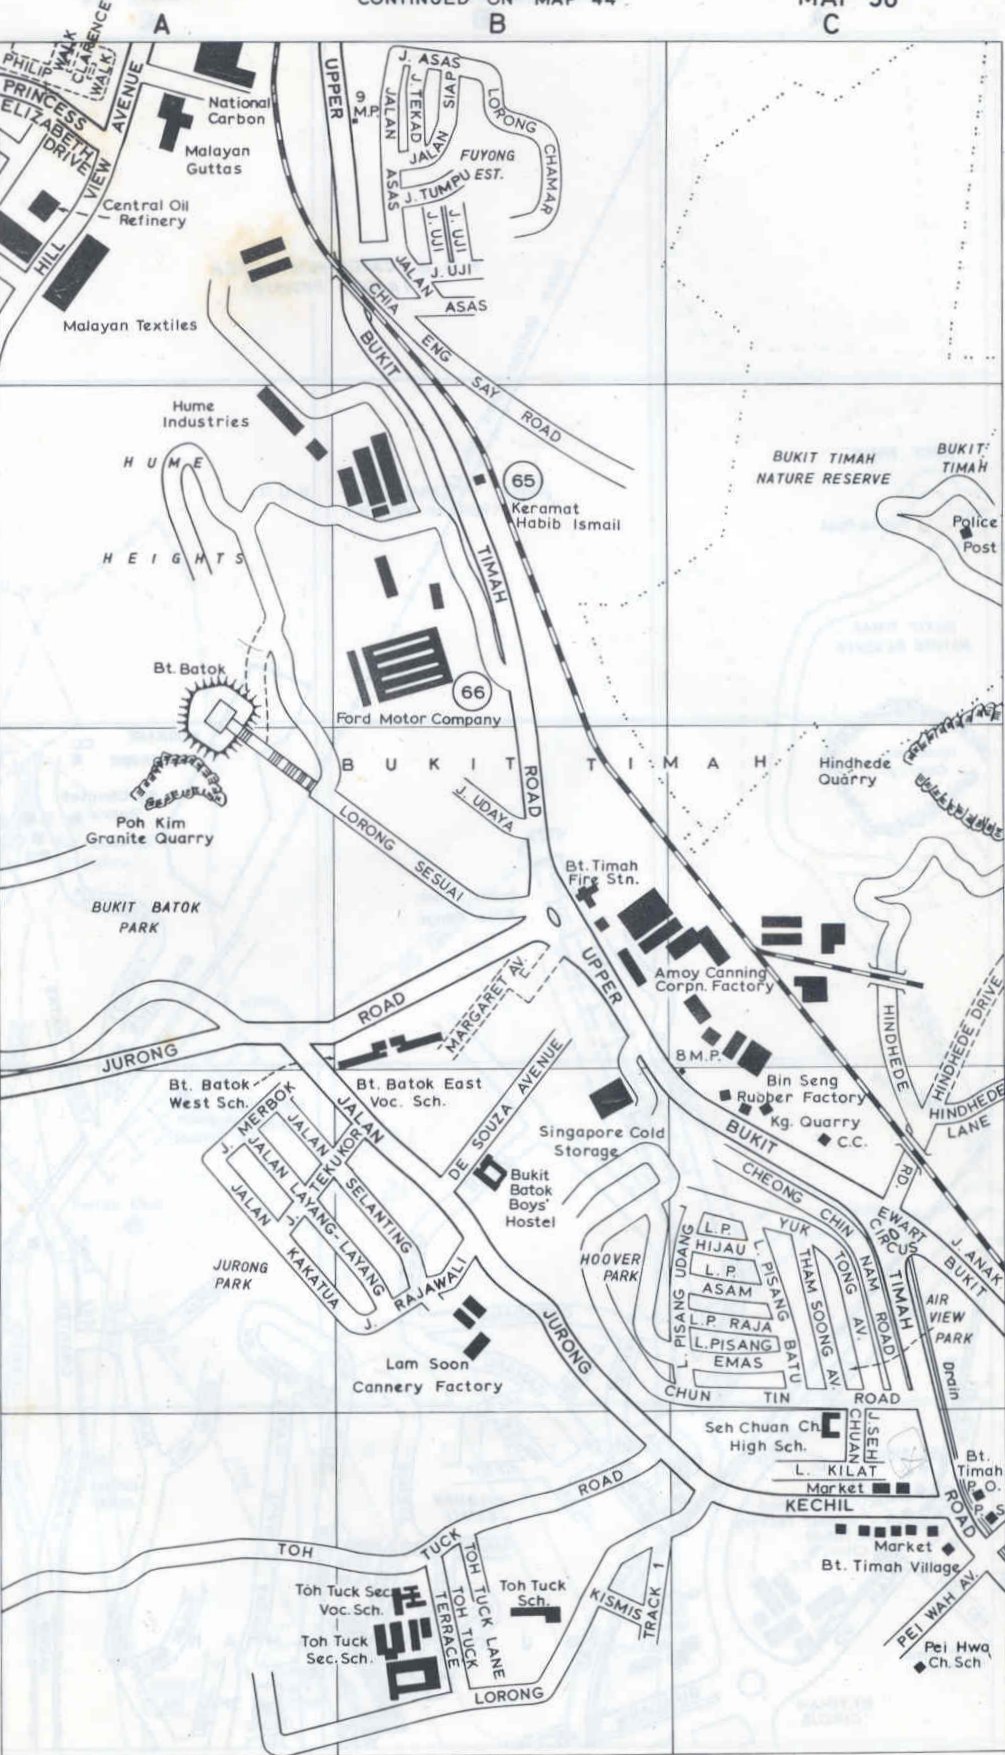 CONTINUED ON MAP 44
MAP 56
A
B
C
PHILIP
WALK
CLARENCE
WALK
PRINCESS
ELIZABETH
DRIVE
HILL VIEW AVENUE
National
Carbon
Malayan
Guttas
Central Oil
Refinery
Malayan Textiles
UPPER
9
M.P.
J. ASAS
J. TEKAD
JALAN
SIAP
JALAN
ASAS
LORONG
CHAMAR
FUYONG
EST.
J. TUMPU
J. UJI
J. UJI
J. UJI
JALAN
ASAS
CHIA
ENG
SAY
ROAD
BUKIT
Hume
Industries
HUME
HEIGHTS
65
Keramat
Habib Ismail
TIMAH
BUKIT TIMAH
NATURE RESERVE
BUKIT
TIMAH
Police
Post
Bt. Batok
66
Ford Motor Company
BUKIT TIMAH
ROAD
J. UDAYA
Hindhede
Quarry
Poh Kim
Granite Quarry
LORONG
SESUAI
BUKIT BATOK
PARK
Bt. Timah
Fire Stn.
UPPER
Amoy Canning
Corpn. Factory
ROAD
MARGARET AV.
JURONG
HINDHEDE
HINDHEDE DRIVE
HINDHEDE
LANE
8 M.P.
Bin Seng
Rubber Factory
Kg. Quarry
C.C.
Bt. Batok
West Sch.
Bt. Batok East
Voc. Sch.
JALAN
DE SOUZA AVENUE
Singapore Cold
Storage
BUKIT
J. MERBOK
JALAN
TEKUKOR
SELANTING
JALAN LAYANG-LAYANG
JALAN
KAKATUA
J.
J. RAJAWALI
JURONG
PARK
Bukit
Batok
Boys'
Hostel
RD.
CHEONG
CHIN
NAM
ROAD
EWART
CIRCUS
J. ANAK
BUKIT
HOOVER
PARK
L. PISANG UDANG
L.P.
HIJAU
L.P.
ASAM
L.P. RAJA
L. PISANG
EMAS
L. PISANG BATU
YUK
TONG
AV.
THAM SOONG AV.
TIMAH
AIR
VIEW
PARK
Drain
JURONG
Lam Soon
Cannery Factory
CHUN TIN ROAD
Seh Chuan Ch.
High Sch.
J. SEH
CHUAN
L. KILAT
Market
KECHIL
ROAD
Bt.
Timah
P.O.
P.S
Market
Bt. Timah Village
TOH TUCK ROAD
TOH TUCK LANE
TOH TUCK
TERRACE
Toh Tuck Sec.
Voc. Sch.
Toh Tuck
Sec. Sch.
Toh Tuck
Sch.
KISMIS
TRACK 1
LORONG
PEI WAH AV.
Pei Hwa
Ch. Sch